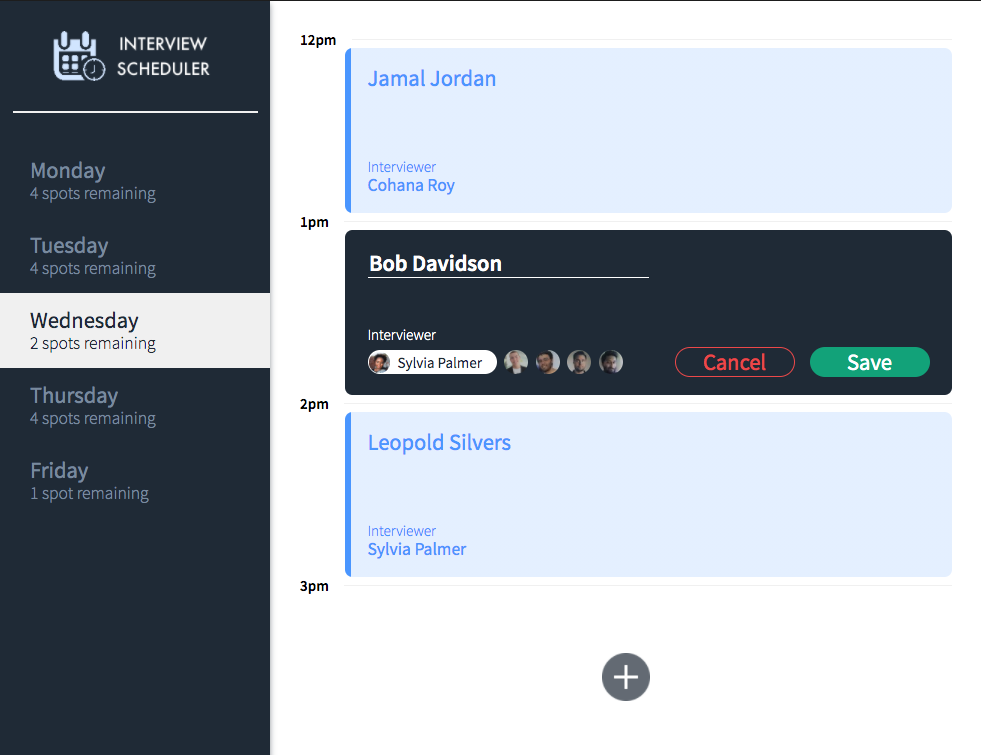 INTERVIEW
SCHEDULER
Monday
4 spots remaining
Tuesday
4 spots remaining
Wednesday
2 spots remaining
Thursday
4 spots remaining
Friday
1 spot remaining
12pm
Jamal Jordan
Interviewer
Cohana Roy
1pm
Bob Davidson
Interviewer
Sylvia Palmer
Cancel
Save
2pm
Leopold Silvers
Interviewer
Sylvia Palmer
3pm